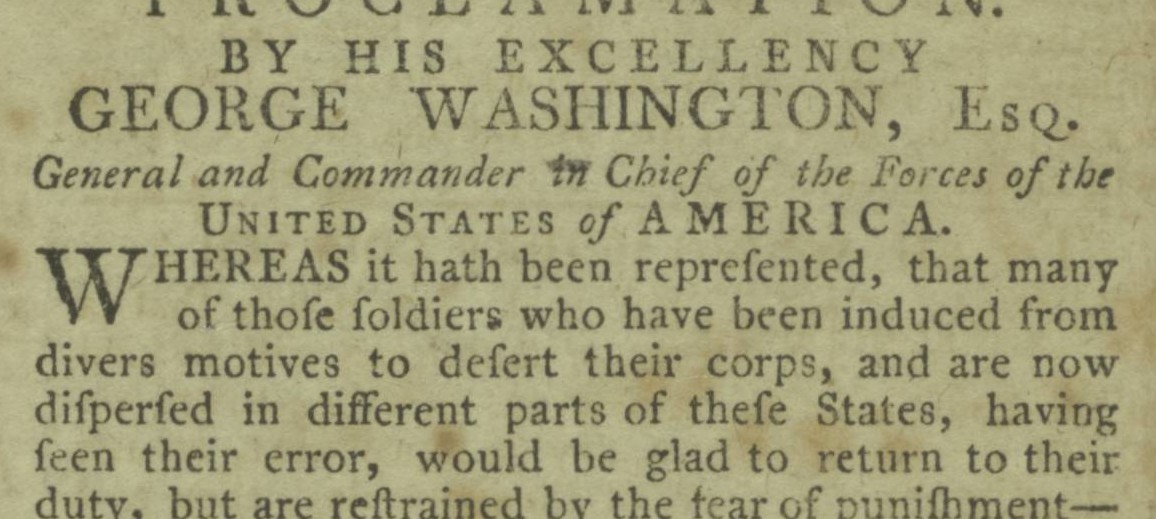 PROCLAMATION.
BY HIS EXCELLENCY
GEORGE WASHINGTON, Esq.
General and Commander in Chief of the Forces of the
UNITED STATES of AMERICA.
WHEREAS it hath been repreſented, that many
of thoſe ſoldiers who have been induced from
divers motives to deſert their corps, and are now
diſperſed in different parts of theſe States, having
ſeen their error, would be glad to return to their
duty, but are reſtrained by the fear of puniſhment—